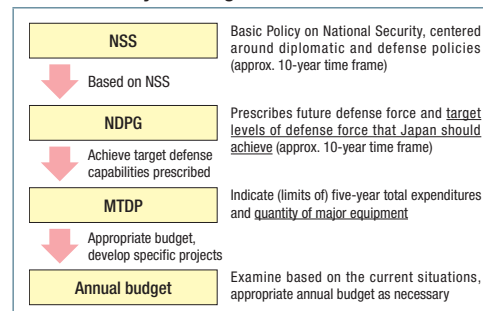 NSS
Basic Policy on National Security, centered
around diplomatic and defense policies
(approx. 10-year time frame)
Based on NSS
NDPG
Prescribes future defense force and target
levels of defense force that Japan should
achieve (approx. 10-year time frame)
Achieve target defense
capabilities prescribed
MTDP
Indicate (limits of) five-year total expenditures
and quantity of major equipment
Appropriate budget,
develop specific projects
Annual budget
Examine based on the current situations,
appropriate annual budget as necessary